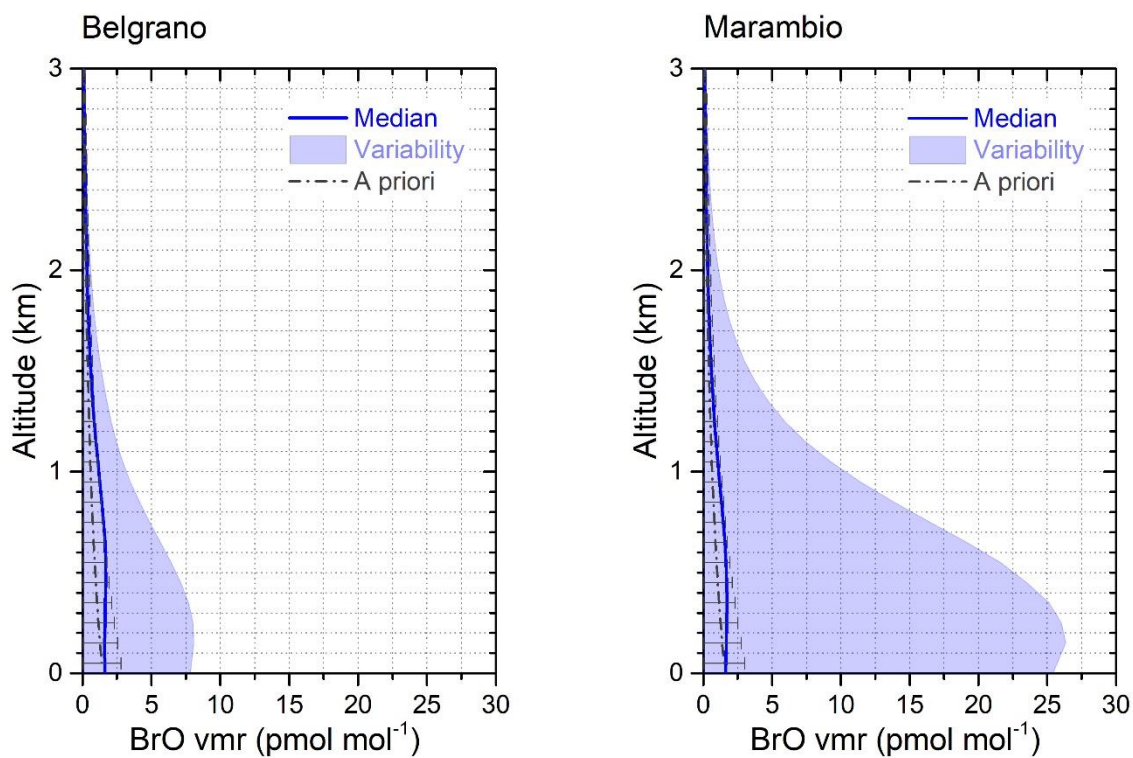 Belgrano
3
2
1
0
Altitude (km)
Median
Variability
A priori
0 5 10 15 20 25 30
BrO vmr (pmol mol⁻¹)
Marambio
3
2
1
0
Altitude (km)
Median
Variability
A priori
0 5 10 15 20 25 30
BrO vmr (pmol mol⁻¹)